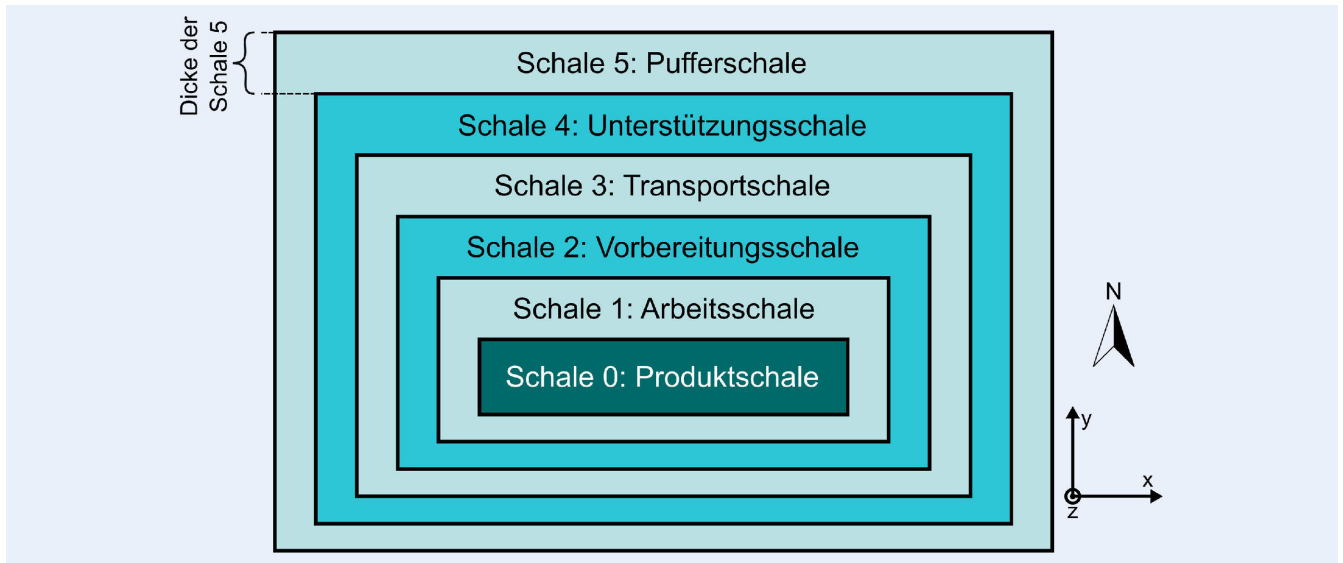 Dicke der
Schale 5
Schale 5: Pufferschale
Schale 4: Unterstützungsschale
Schale 3: Transportschale
Schale 2: Vorbereitungsschale
Schale 1: Arbeitsschale
Schale 0: Produktschale
N
y
x
z